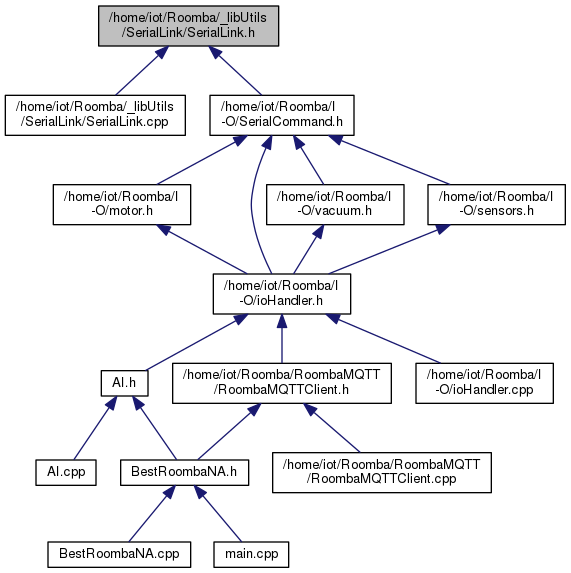 /home/iot/Roomba/_libUtils
/SerialLink/SerialLink.h
/home/iot/Roomba/_libUtils
/SerialLink/SerialLink.cpp
/home/iot/Roomba/I
-O/SerialCommand.h
/home/iot/Roomba/I
-O/motor.h
/home/iot/Roomba/I
-O/vacuum.h
/home/iot/Roomba/I
-O/sensors.h
/home/iot/Roomba/I
-O/ioHandler.h
AI.h
/home/iot/Roomba/RoombaMQTT
/RoombaMQTTClient.h
/home/iot/Roomba/I
-O/ioHandler.cpp
AI.cpp
BestRoombaNA.h
/home/iot/Roomba/RoombaMQTT
/RoombaMQTTClient.cpp
BestRoombaNA.cpp
main.cpp